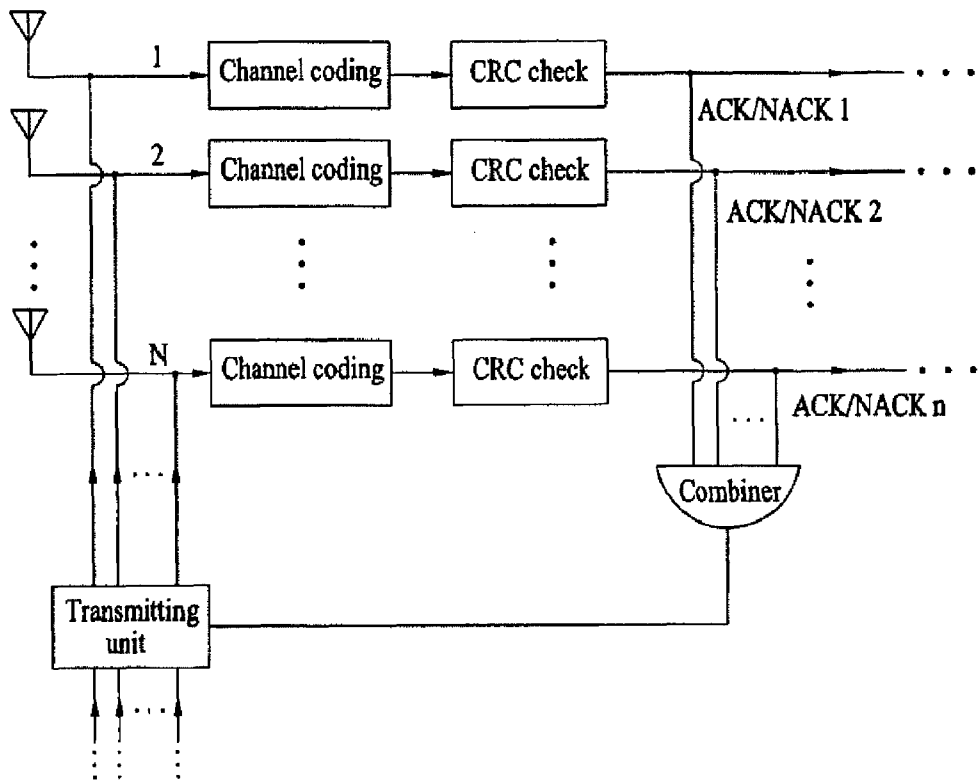 1
Channel coding
CRC check
ACK/NACK 1
2
Channel coding
CRC check
ACK/NACK 2
N
Channel coding
CRC check
ACK/NACK n
Combiner
Transmitting
unit